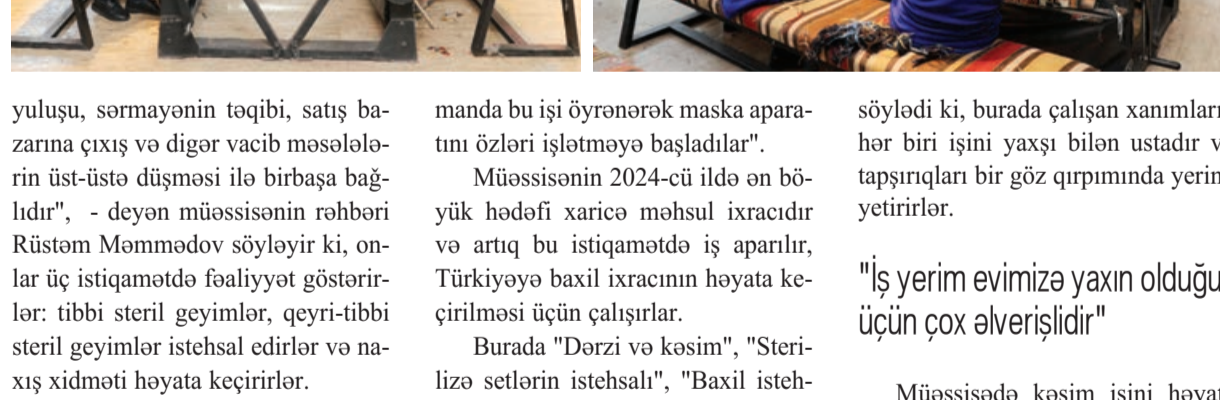 yuluşu, sərmayənin təqibi, satış ba-
zarına çıxış və digər vacib məsələlə-
rin üst-üstə düşməsi ilə birbaşa bağ-
lıdır", - deyən müəssisənin rəhbəri
Rüstəm Məmmədov söyləyir ki, on-
lar üç istiqamətdə fəaliyyət göstərir-
lər: tibbi steril geyimlər, qeyri-tibbi
steril geyimlər istehsal edirlər və na-
xış xidməti həyata keçirirlər.
manda bu işi öyrənərək maska apara-
tını özləri işlətməyə başladılar".
Müəssisənin 2024-cü ildə ən bö-
yük hədəfi xaricə məhsul ixracıdır
və artıq bu istiqamətdə iş aparılır,
Türkiyəyə baxil ixracının həyata ke-
çirilməsi üçün çalışırlar.
Burada "Dərzi və kəsim", "Steri-
lizə setlərin istehsalı", "Baxil isteh-
söylədi ki, burada çalışan xanımları
hər biri işini yaxşı bilən ustadır
tapşırıqları bir göz qırpımında
yetirirlər.
"İş yerim evimizə yaxın olduğu
üçün çox əlverişlidir"
Müəssisədə kəsim işini